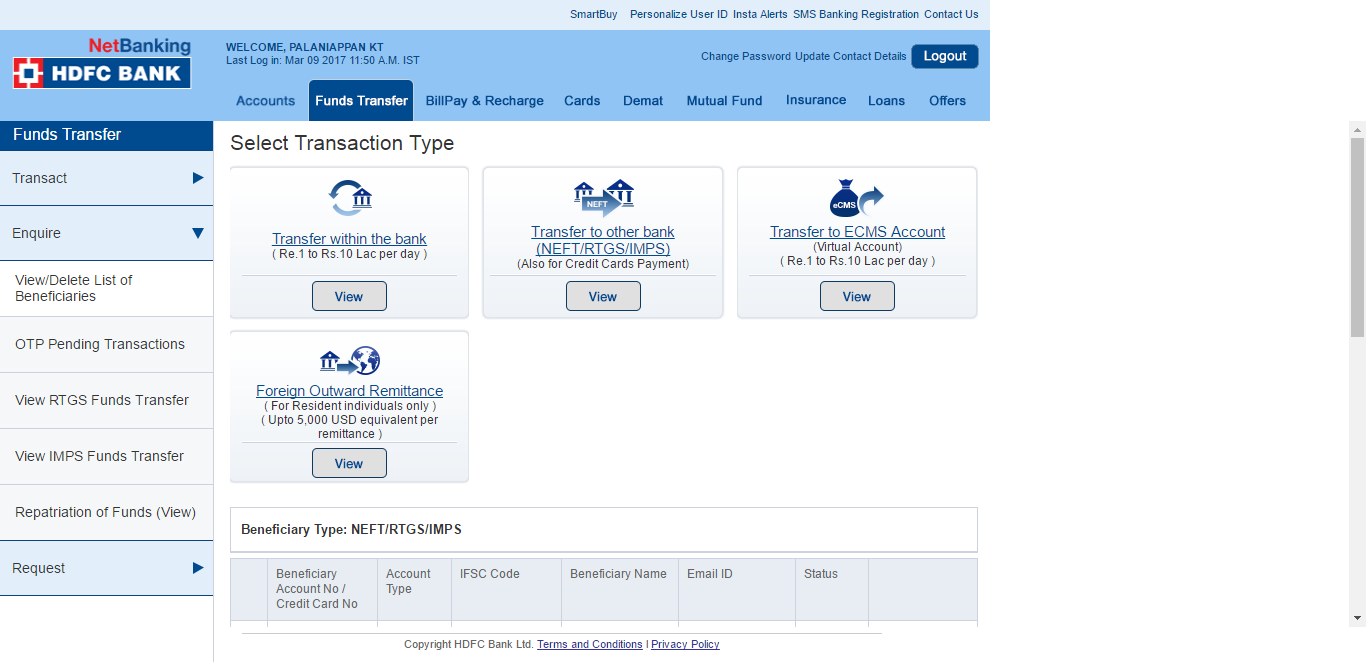 SmartBuy Personalize User ID Insta Alerts SMS Banking Registration Contact Us
NetBanking
HDFC BANK
WELCOME, PALANIAPPAN KT
Last Log in: Mar 09 2017 11:50 A.M. IST
Change Password Update Contact Details Logout
Accounts Funds Transfer BillPay & Recharge Cards Demat Mutual Fund Insurance Loans Offers
Funds Transfer
Transact
Enquire
View/Delete List of
Beneficiaries
OTP Pending Transactions
View RTGS Funds Transfer
View IMPS Funds Transfer
Repatriation of Funds (View)
Request
Select Transaction Type
Transfer within the bank
( Re.1 to Rs.10 Lac per day )
View
NEFT
Transfer to other bank
(NEFT/RTGS/IMPS)
(Also for Credit Cards Payment)
View
eCMS
Transfer to ECMS Account
(Virtual Account)
( Re.1 to Rs.10 Lac per day )
View
Foreign Outward Remittance
( For Resident individuals only )
( Upto 5,000 USD equivalent per
remittance )
View
Beneficiary Type: NEFT/RTGS/IMPS
Beneficiary
Account No /
Credit Card No
Account
Type
IFSC Code
Beneficiary Name
Email ID
Status
Copyright HDFC Bank Ltd. Terms and Conditions | Privacy Policy